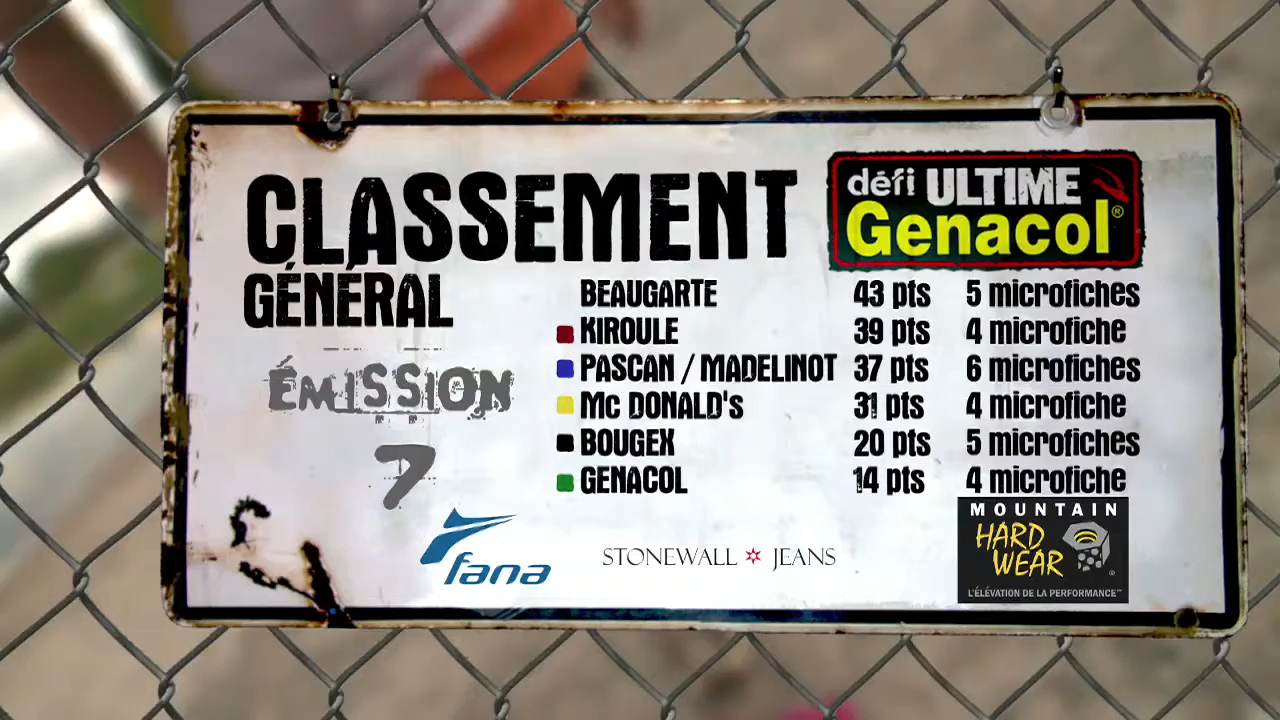 CLASSEMENT
GÉNÉRAL
ÉMISSION
7
défi ULTIME
Genacol®
BEAUGARTE 43 pts 5 microfiches
KIROULE 39 pts 4 microfiche
PASCAN / MADELINOT 37 pts 6 microfiches
Mc DONALD's 31 pts 4 microfiche
BOUGEX 20 pts 5 microfiches
GENACOL 14 pts 4 microfiche
fana
STONEWALL JEANS
MOUNTAIN
HARD
WEAR®
L'ÉLÉVATION DE LA PERFORMANCE™